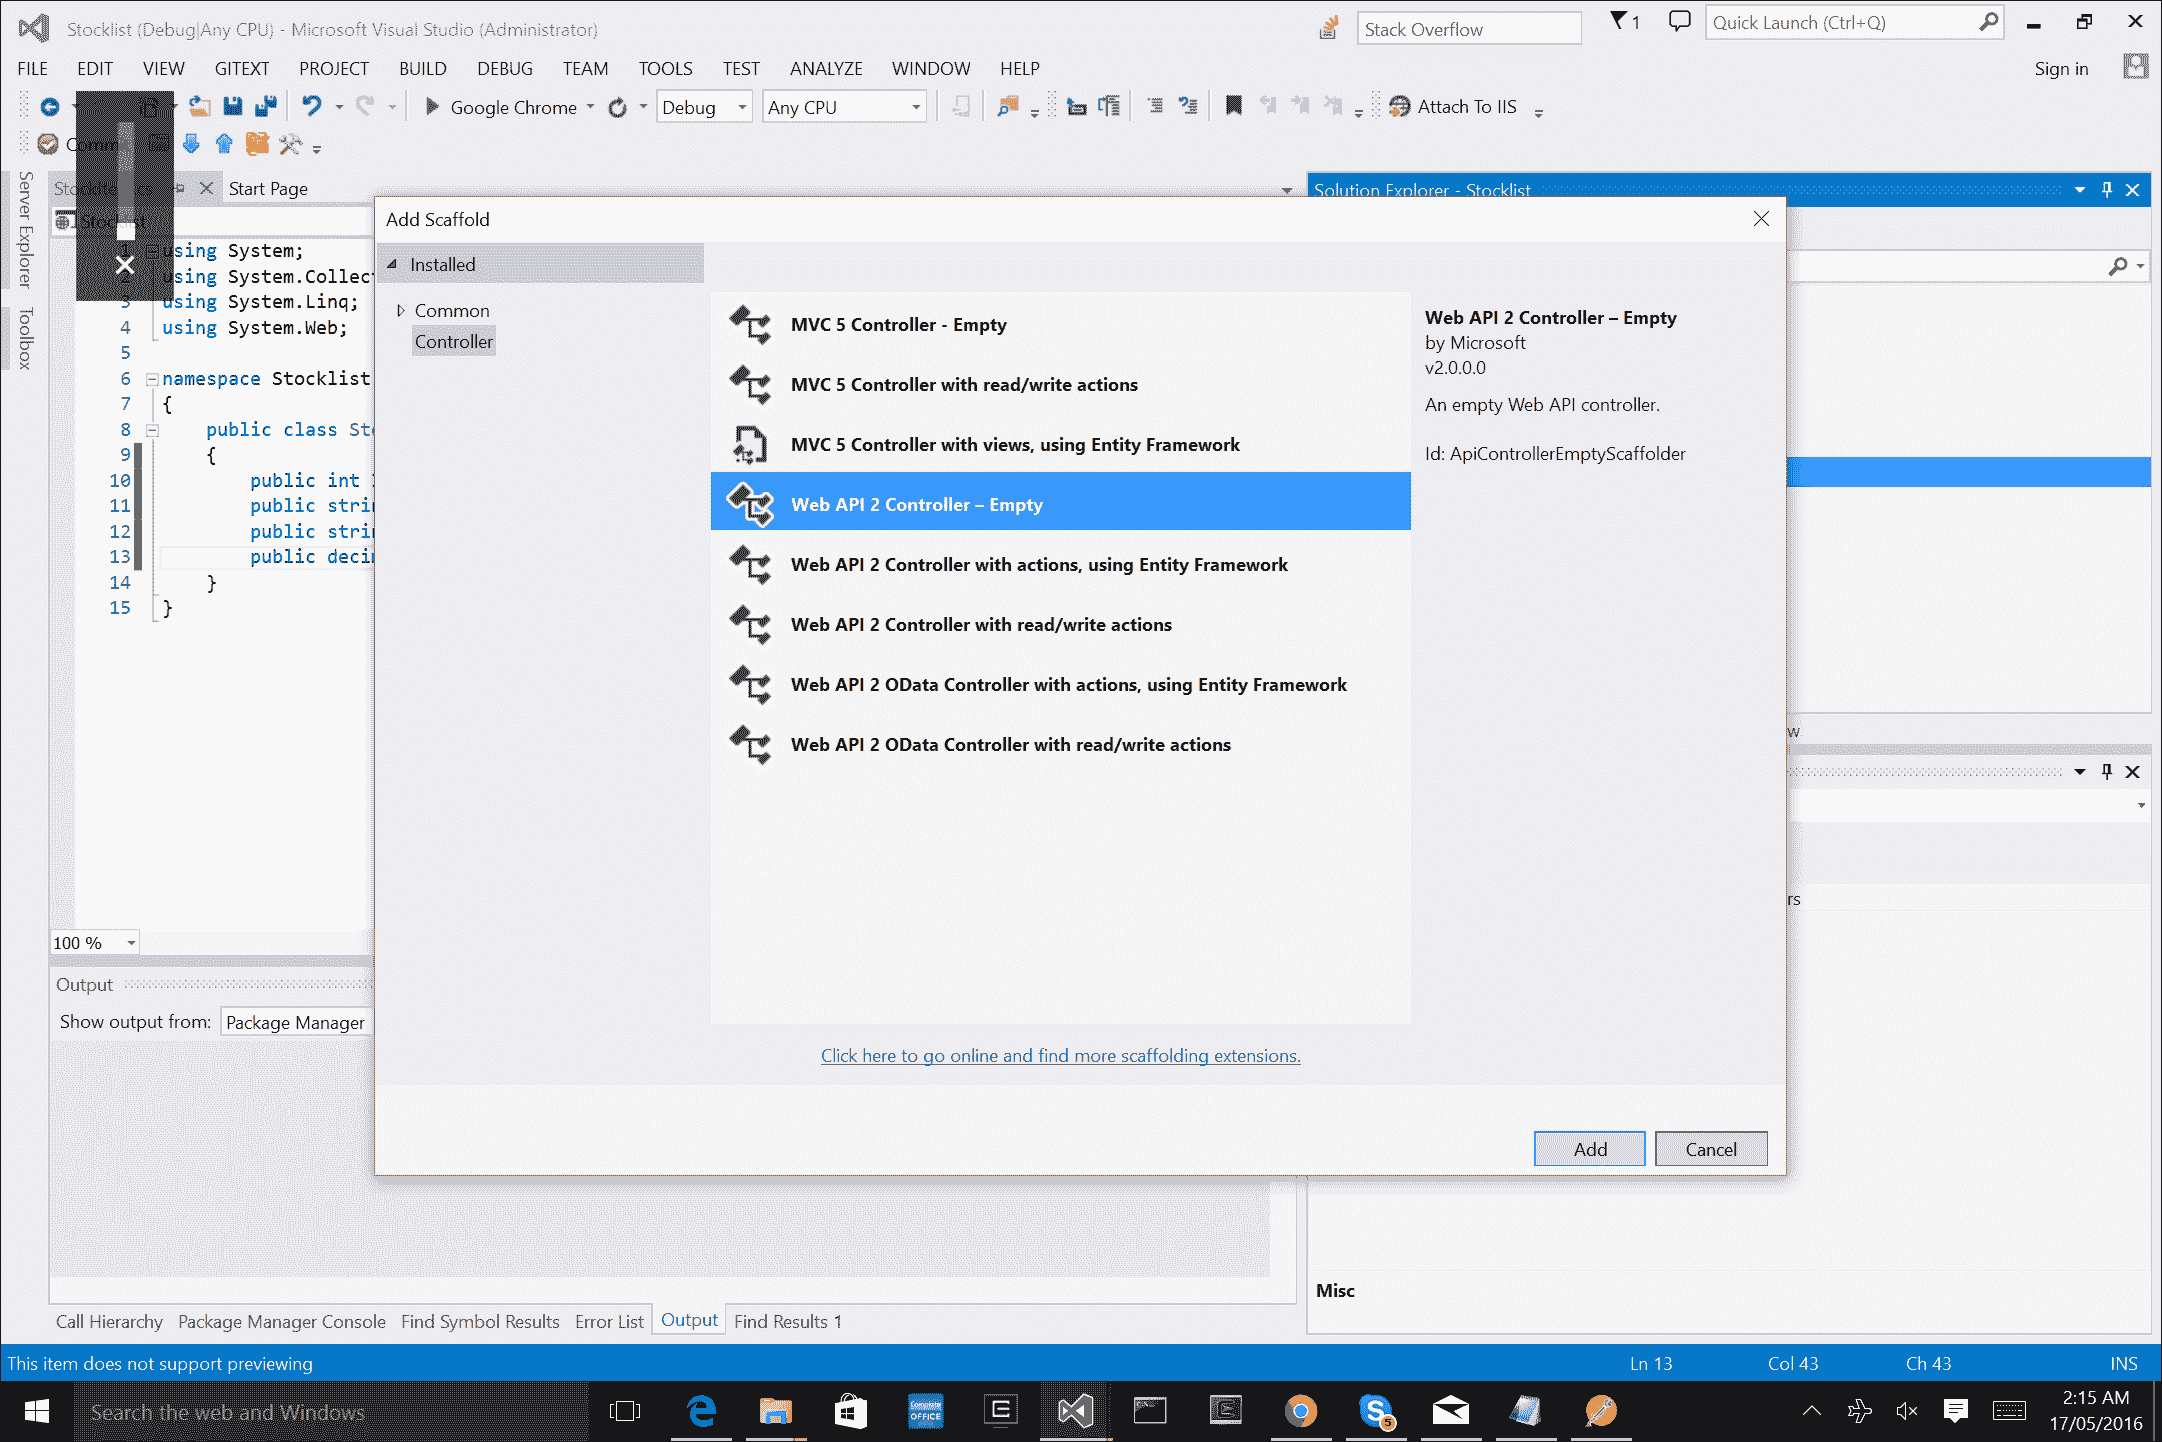 Stocklist (Debug|Any CPU) - Microsoft Visual Studio (Administrator)
Stack Overflow
1
Quick Launch (Ctrl+Q)
FILE EDIT VIEW GITEXT PROJECT BUILD DEBUG TEAM TOOLS TEST ANALYZE WINDOW HELP
Sign in
Google Chrome
Debug
Any CPU
Attach To IIS
Comm
Server Explorer
Toolbox
Start Page
Solution Explorer - Stocklist
Stocklist
1 using System;
2 using System.Collect
3 using System.Linq;
4 using System.Web;
5
6 namespace Stocklist
7 {
8 public class Sto
9 {
10 public int
11 public strin
12 public strin
13 public decim
14 }
15 }
100 %
Add Scaffold
Installed
Common
Controller
MVC 5 Controller - Empty
MVC 5 Controller with read/write actions
MVC 5 Controller with views, using Entity Framework
Web API 2 Controller – Empty
Web API 2 Controller with actions, using Entity Framework
Web API 2 Controller with read/write actions
Web API 2 OData Controller with actions, using Entity Framework
Web API 2 OData Controller with read/write actions
Web API 2 Controller – Empty
by Microsoft
v2.0.0.0
An empty Web API controller.
Id: ApiControllerEmptyScaffolder
Click here to go online and find more scaffolding extensions.
Add
Cancel
w
rs
Output
Show output from: Package Manager
Misc
Call Hierarchy Package Manager Console Find Symbol Results Error List Output Find Results 1
This item does not support previewing
Ln 13 Col 43 Ch 43 INS
Search the web and Windows
Complete
OFFICE
5
2:15 AM
17/05/2016